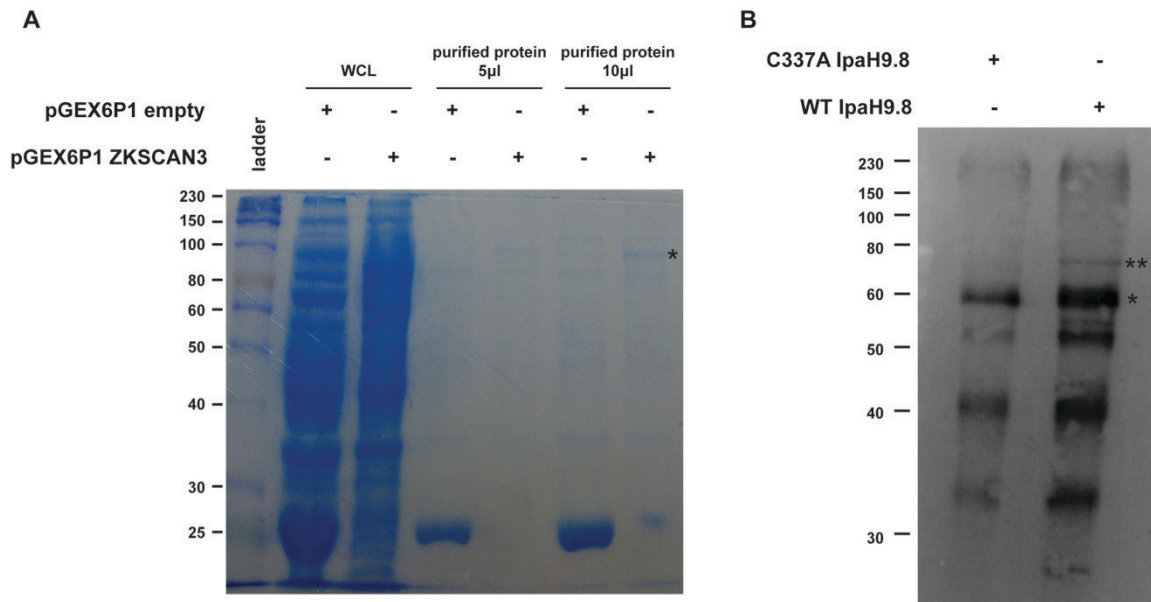 A
WCL
purified protein
5µl
purified protein
10µl
pGEX6P1 empty
+ - + - + -
pGEX6P1 ZKSCAN3
- + - + - +
ladder
230
150
100
80
60
50
40
30
25
*
B
C337A IpaH9.8
+ -
WT IpaH9.8
- +
230
150
100
80
60
50
40
30
**
*